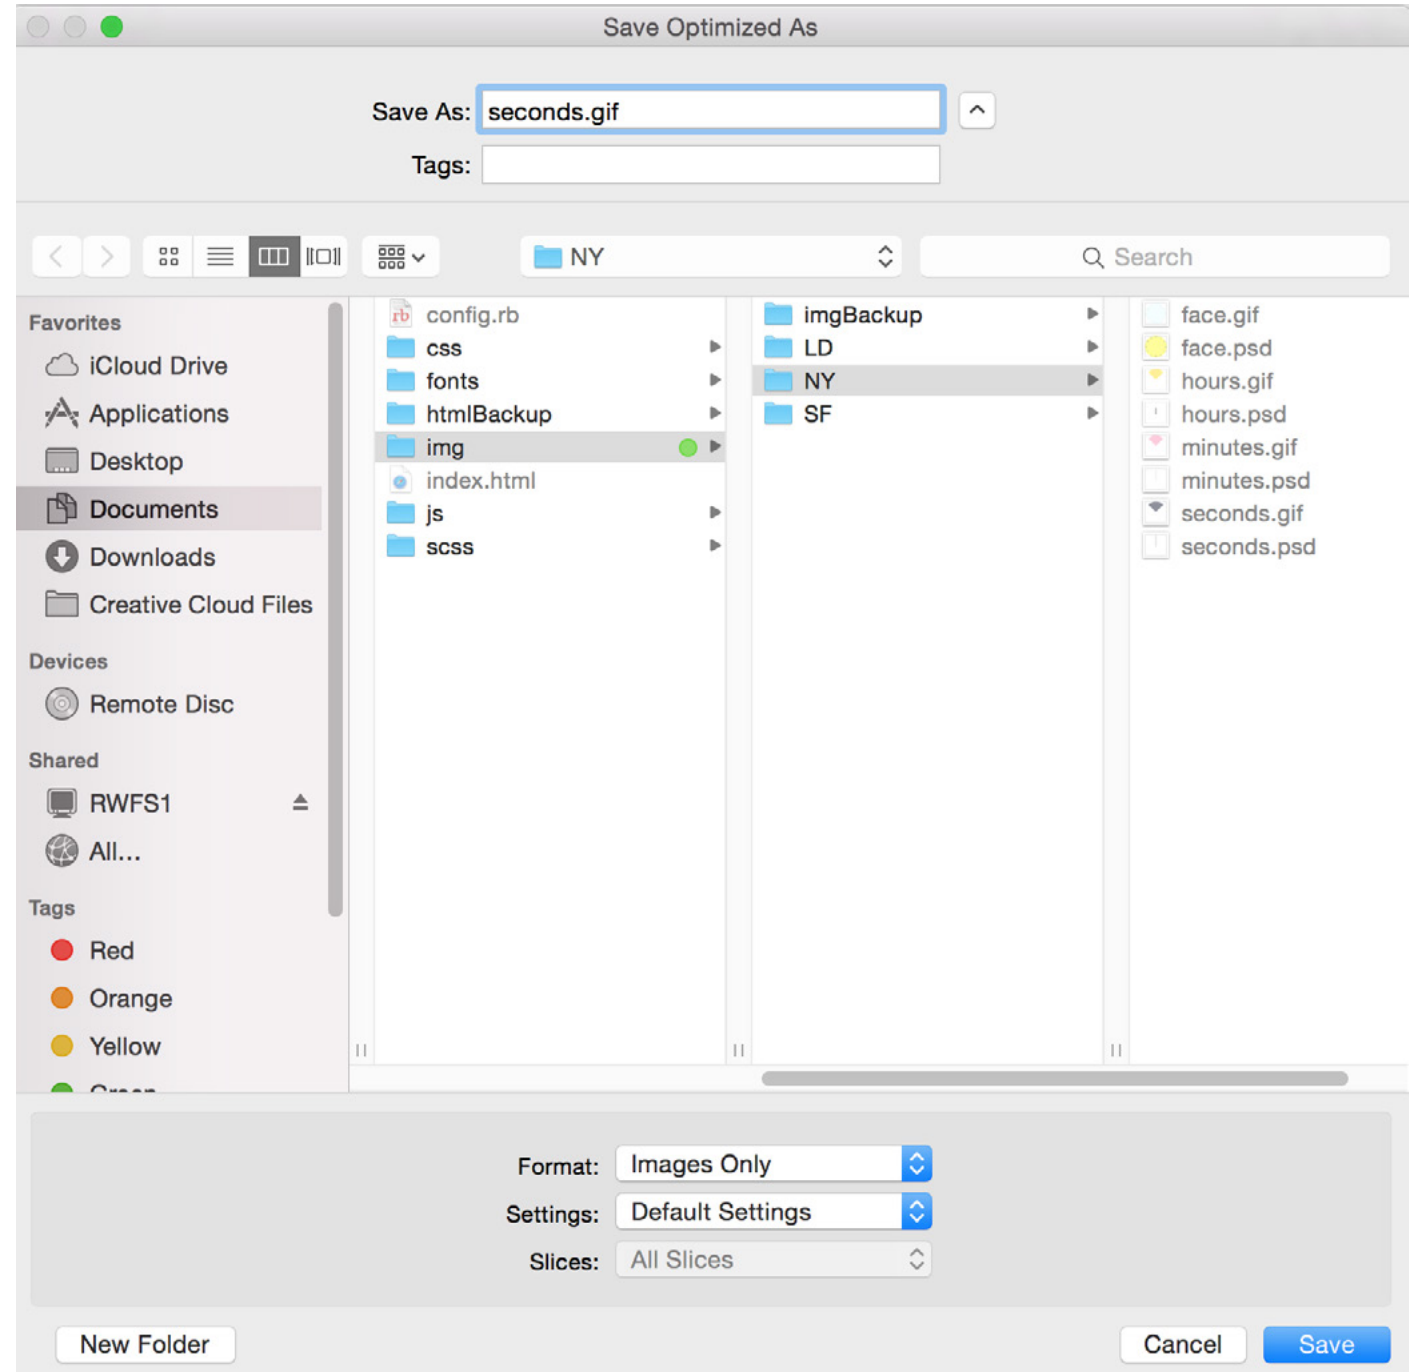 Save Optimized As
Save As: seconds.gif
Tags:
NY
Search
Favorites
iCloud Drive
Applications
Desktop
Documents
Downloads
Creative Cloud Files
Devices
Remote Disc
Shared
RWFS1
All...
Tags
Red
Orange
Yellow
Green
config.rb
css
fonts
htmlBackup
img
index.html
js
scss
imgBackup
LD
NY
SF
face.gif
face.psd
hours.gif
hours.psd
minutes.gif
minutes.psd
seconds.gif
seconds.psd
Format: Images Only
Settings: Default Settings
Slices: All Slices
New Folder
Cancel
Save